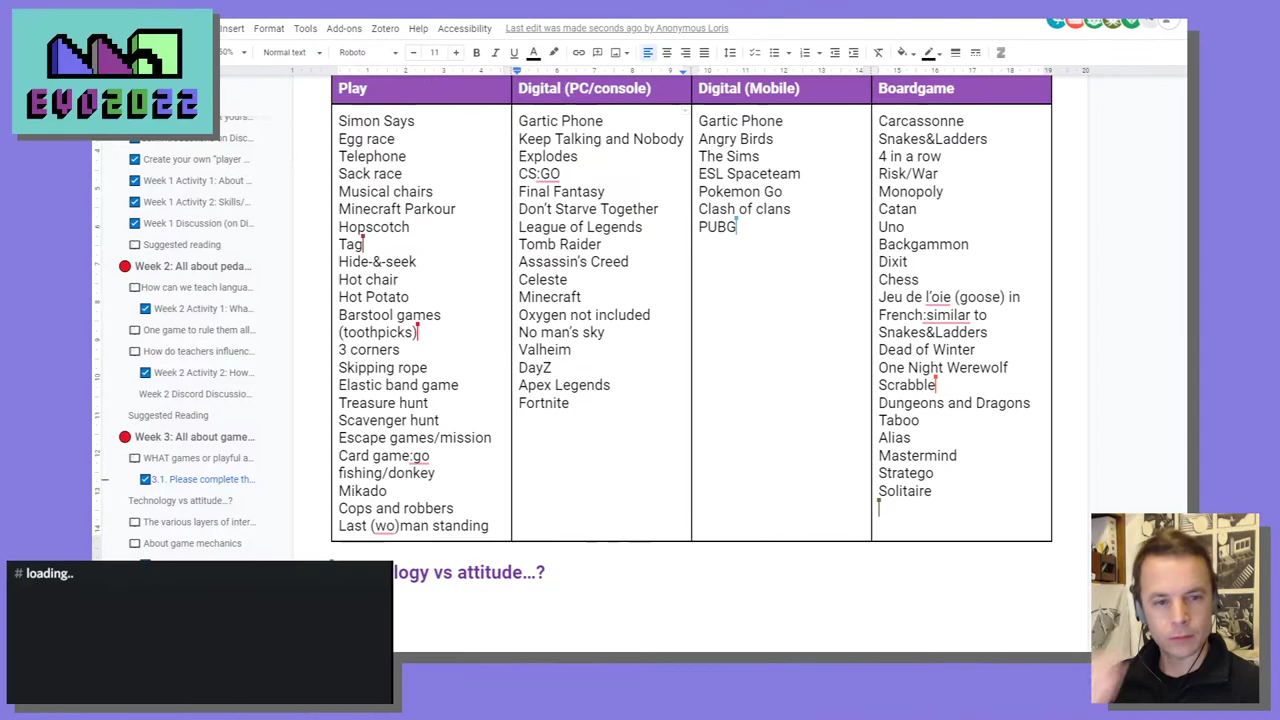 EVO2022
Insert Format Tools Add-ons Zotero Help Accessibility Last edit was made seconds ago by Anonymous Loris
Normal text Roboto 11
Create your own "player ...
Week 1 Activity 1: About ...
Week 1 Activity 2: Skills/...
Week 1 Discussion (on Di...
Suggested reading
Week 2: All about peda...
How can we teach langua...
Week 2 Activity 1: Wha...
One game to rule them all...
How do teachers influenc...
Week 2 Activity 2: How...
Week 2 Discord Discussio...
Suggested Reading
Week 3: All about game...
WHAT games or playful a...
3.1. Please complete th...
Technology vs attitude...?
The various layers of inter...
About game mechanics
# loading..
Play
Simon Says
Egg race
Telephone
Sack race
Musical chairs
Minecraft Parkour
Hopscotch
Tag
Hide-&-seek
Hot chair
Hot Potato
Barstool games
(toothpicks)
3 corners
Skipping rope
Elastic band game
Treasure hunt
Scavenger hunt
Escape games/mission
Card game:go
fishing/donkey
Mikado
Cops and robbers
Last (wo)man standing
Digital (PC/console)
Gartic Phone
Keep Talking and Nobody
Explodes
CS:GO
Final Fantasy
Don't Starve Together
League of Legends
Tomb Raider
Assassin's Creed
Celeste
Minecraft
Oxygen not included
No man's sky
Valheim
DayZ
Apex Legends
Fortnite
Digital (Mobile)
Gartic Phone
Angry Birds
The Sims
ESL Spaceteam
Pokemon Go
Clash of clans
PUBG
Boardgame
Carcassonne
Snakes&Ladders
4 in a row
Risk/War
Monopoly
Catan
Uno
Backgammon
Dixit
Chess
Jeu de l'oie (goose) in
French:similar to
Snakes&Ladders
Dead of Winter
One Night Werewolf
Scrabble
Dungeons and Dragons
Taboo
Alias
Mastermind
Stratego
Solitaire
ology vs attitude...?